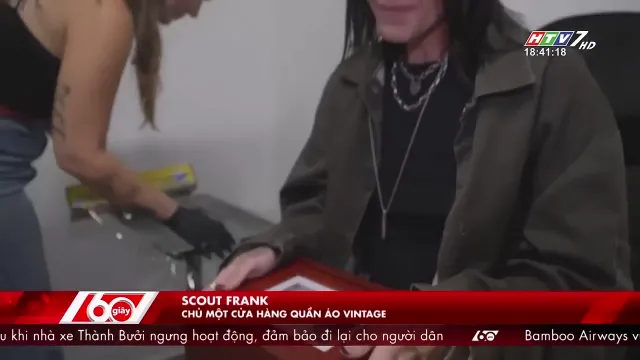 HTV7 HD
18:41:18
SCOUT FRANK
CHỦ MỘT CỬA HÀNG QUẦN ÁO VINTAGE
60 giây
khi nhà xe Thành Bưởi ngưng hoạt động, đảm bảo đi lại cho người dân 60 Bamboo Airways